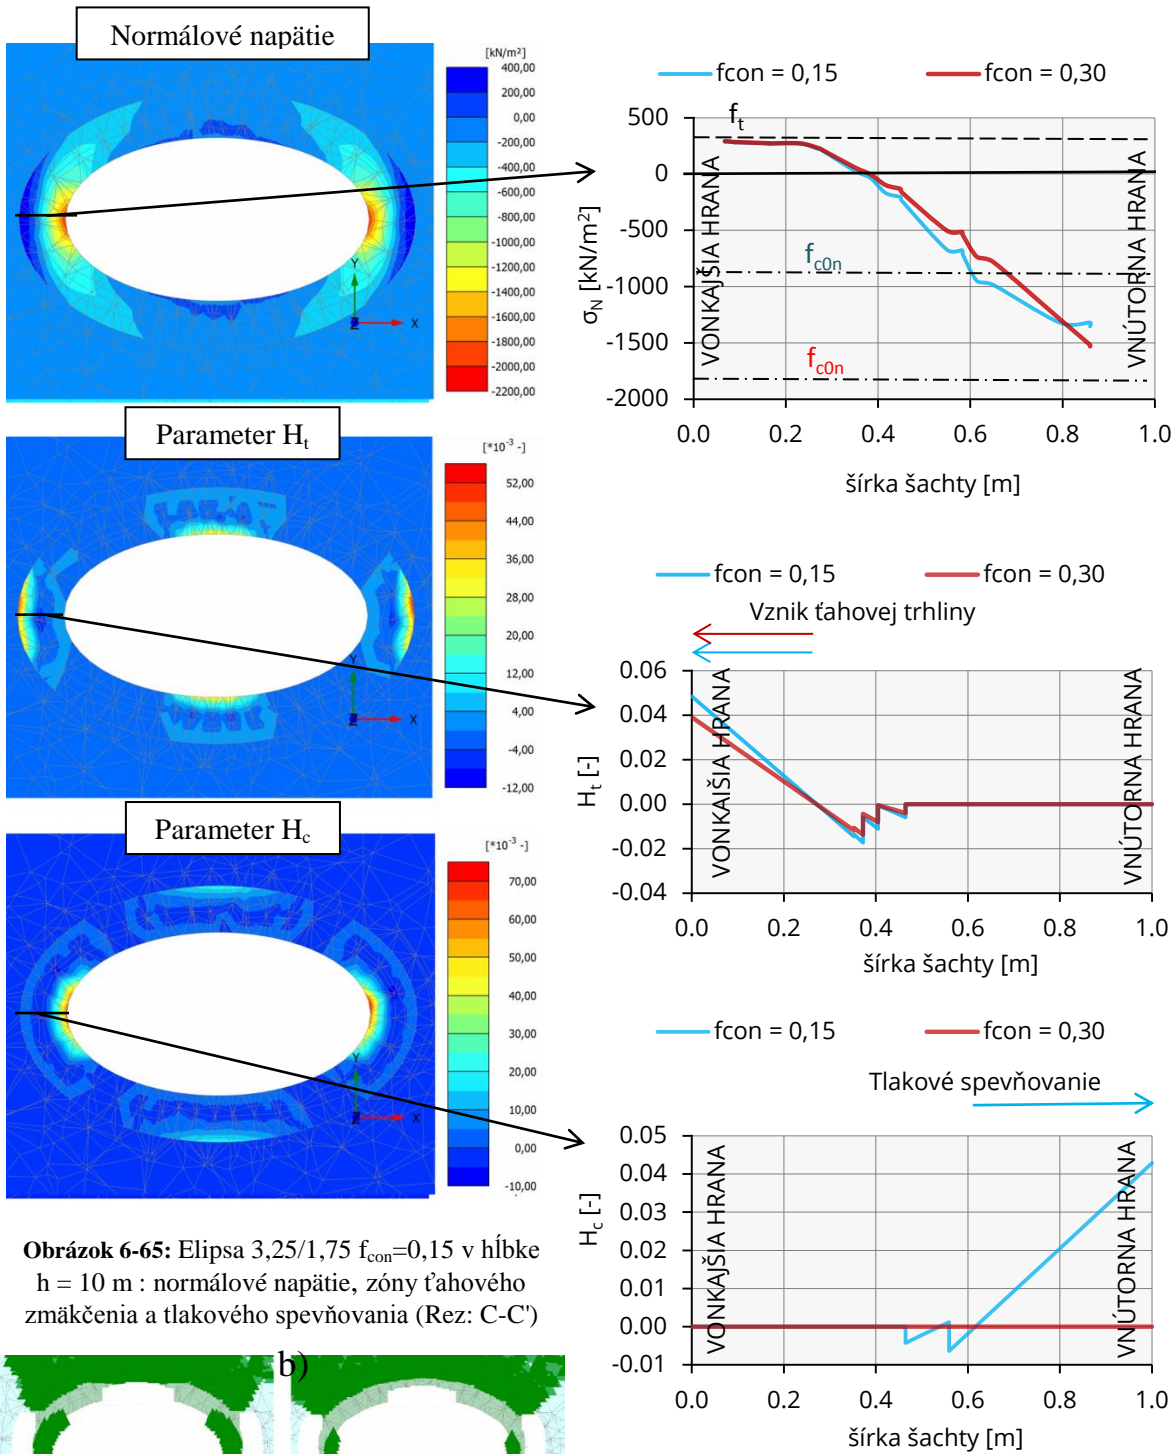 Normálové napätie
[kN/m²]
400,00
200,00
0,00
-200,00
-400,00
-600,00
-800,00
-1000,00
-1200,00
-1400,00
-1600,00
-1800,00
-2000,00
-2200,00
Y
Z
X
fcon = 0,15
fcon = 0,30
500
0
-500
-1000
-1500
-2000
σN [kN/m²]
ft
fc0n
fc0n
VONKAJŠIA HRANA
VNÚTORNA HRANA
0.0 0.2 0.4 0.6 0.8 1.0
šírka šachty [m]
Parameter Ht
[*10⁻³ -]
52,00
44,00
36,00
28,00
20,00
12,00
4,00
-4,00
-12,00
Y
Z
X
fcon = 0,15
fcon = 0,30
Vznik ťahovej trhliny
0.06
0.04
0.02
0.00
-0.02
-0.04
Ht [-]
VONKAJŠIA HRANA
VNÚTORNA HRANA
0.0 0.2 0.4 0.6 0.8 1.0
šírka šachty [m]
Parameter Hc
[*10⁻³ -]
70,00
60,00
50,00
40,00
30,00
20,00
10,00
0,00
-10,00
Y
Z
X
fcon = 0,15
fcon = 0,30
Tlakové spevňovanie
0.05
0.04
0.03
0.02
0.01
0.00
-0.01
Hc [-]
VONKAJŠIA HRANA
VNÚTORNA HRANA
0.0 0.2 0.4 0.6 0.8 1.0
šírka šachty [m]
Obrázok 6-65: Elipsa 3,25/1,75 fcon=0,15 v hĺbke
h = 10 m : normálové napätie, zóny ťahového
zmäkčenia a tlakového spevňovania (Rez: C-C')
b)